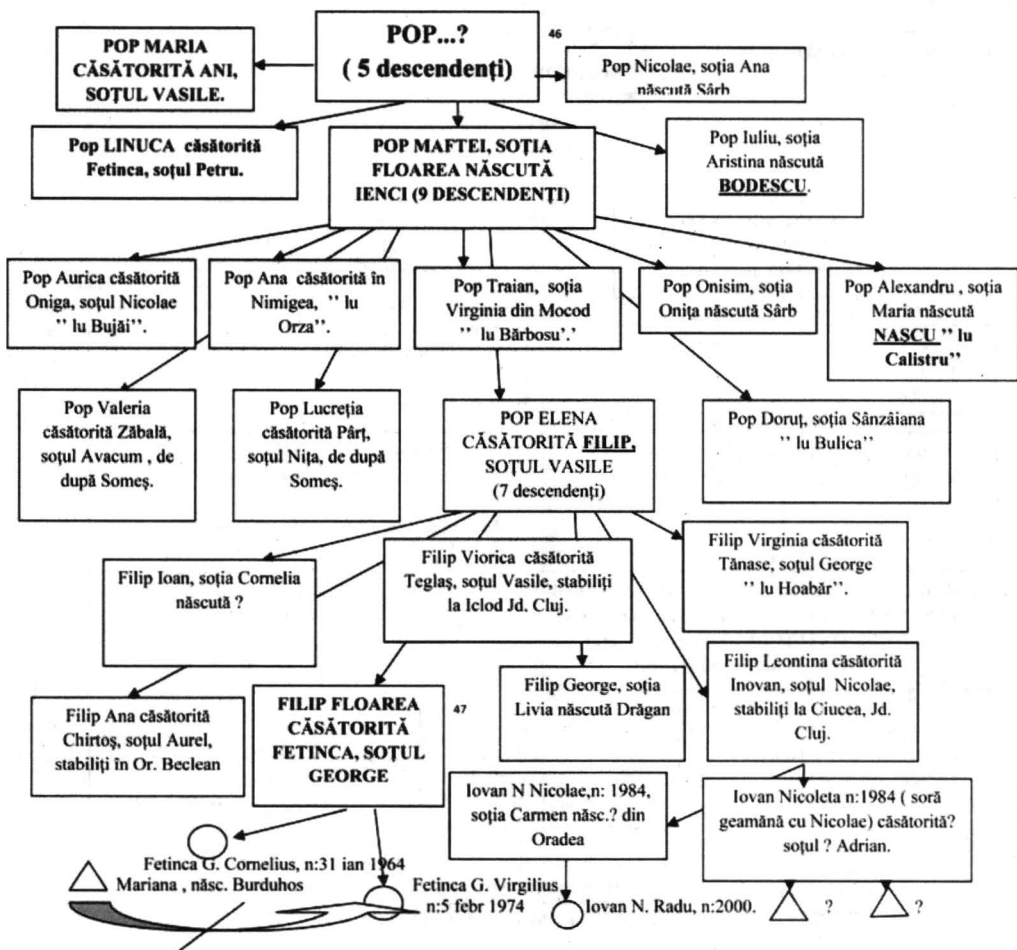 POP MARIA
CĂSĂTORITĂ ANI,
SOȚUL VASILE.
POP...?
( 5 descendenți)
46
Pop Nicolae, soția Ana
născută Sârb
Pop LINUCA căsătorită
Fetinca, soțul Petru.
POP MAFTEI, SOȚIA
FLOAREA NĂSCUTĂ
IENCI (9 DESCENDENȚI)
Pop Iuliu, soția
Aristina născută
BODESCU.
Pop Aurica căsătorită
Oniga, soțul Nicolae
'' lu Bujăi''.
Pop Ana căsătorită în
Nimigea, '' lu
Orza''.
Pop Traian, soția
Virginia din Mocod
'' lu Bărbosu'.'
Pop Onisim, soția
Onița născută Sârb
Pop Alexandru , soția
Maria născută
NAȘCU '' lu
Calistru''
Pop Valeria
căsătorită Zăbală,
soțul Avacum , de
după Someș.
Pop Lucreția
căsătorită Pârț,
soțul Nița, de după
Someș.
POP ELENA
CĂSĂTORITĂ FILIP,
SOȚUL VASILE
(7 descendenți)
Pop Doruț, soția Sânzâiana
'' lu Bulica''
Filip Ioan, soția Cornelia
născută ?
Filip Viorica căsătorită
Teglaș, soțul Vasile, stabiliți
la Iclod Jd. Cluj.
Filip Virginia căsătorită
Tănase, soțul George
'' lu Hoabăr''.
Filip Ana căsătorită
Chirtoș, soțul Aurel,
stabiliți în Or. Beclean
FILIP FLOAREA
CĂSĂTORITĂ
FETINCA, SOȚUL
GEORGE
47
Filip George, soția
Livia născută Drăgan
Filip Leontina căsătorită
Inovan, soțul Nicolae,
stabiliți la Ciucea, Jd.
Cluj.
Iovan N Nicolae,n: 1984,
soția Carmen născ.? din
Oradea
Iovan Nicoleta n:1984 ( soră
geamănă cu Nicolae) căsătorită?
soțul ? Adrian.
Fetinca G. Cornelius, n:31 ian 1964
Mariana , născ. Burduhos
Fetinca G. Virgilius
n:5 febr 1974
Iovan N. Radu, n:2000.
?
?